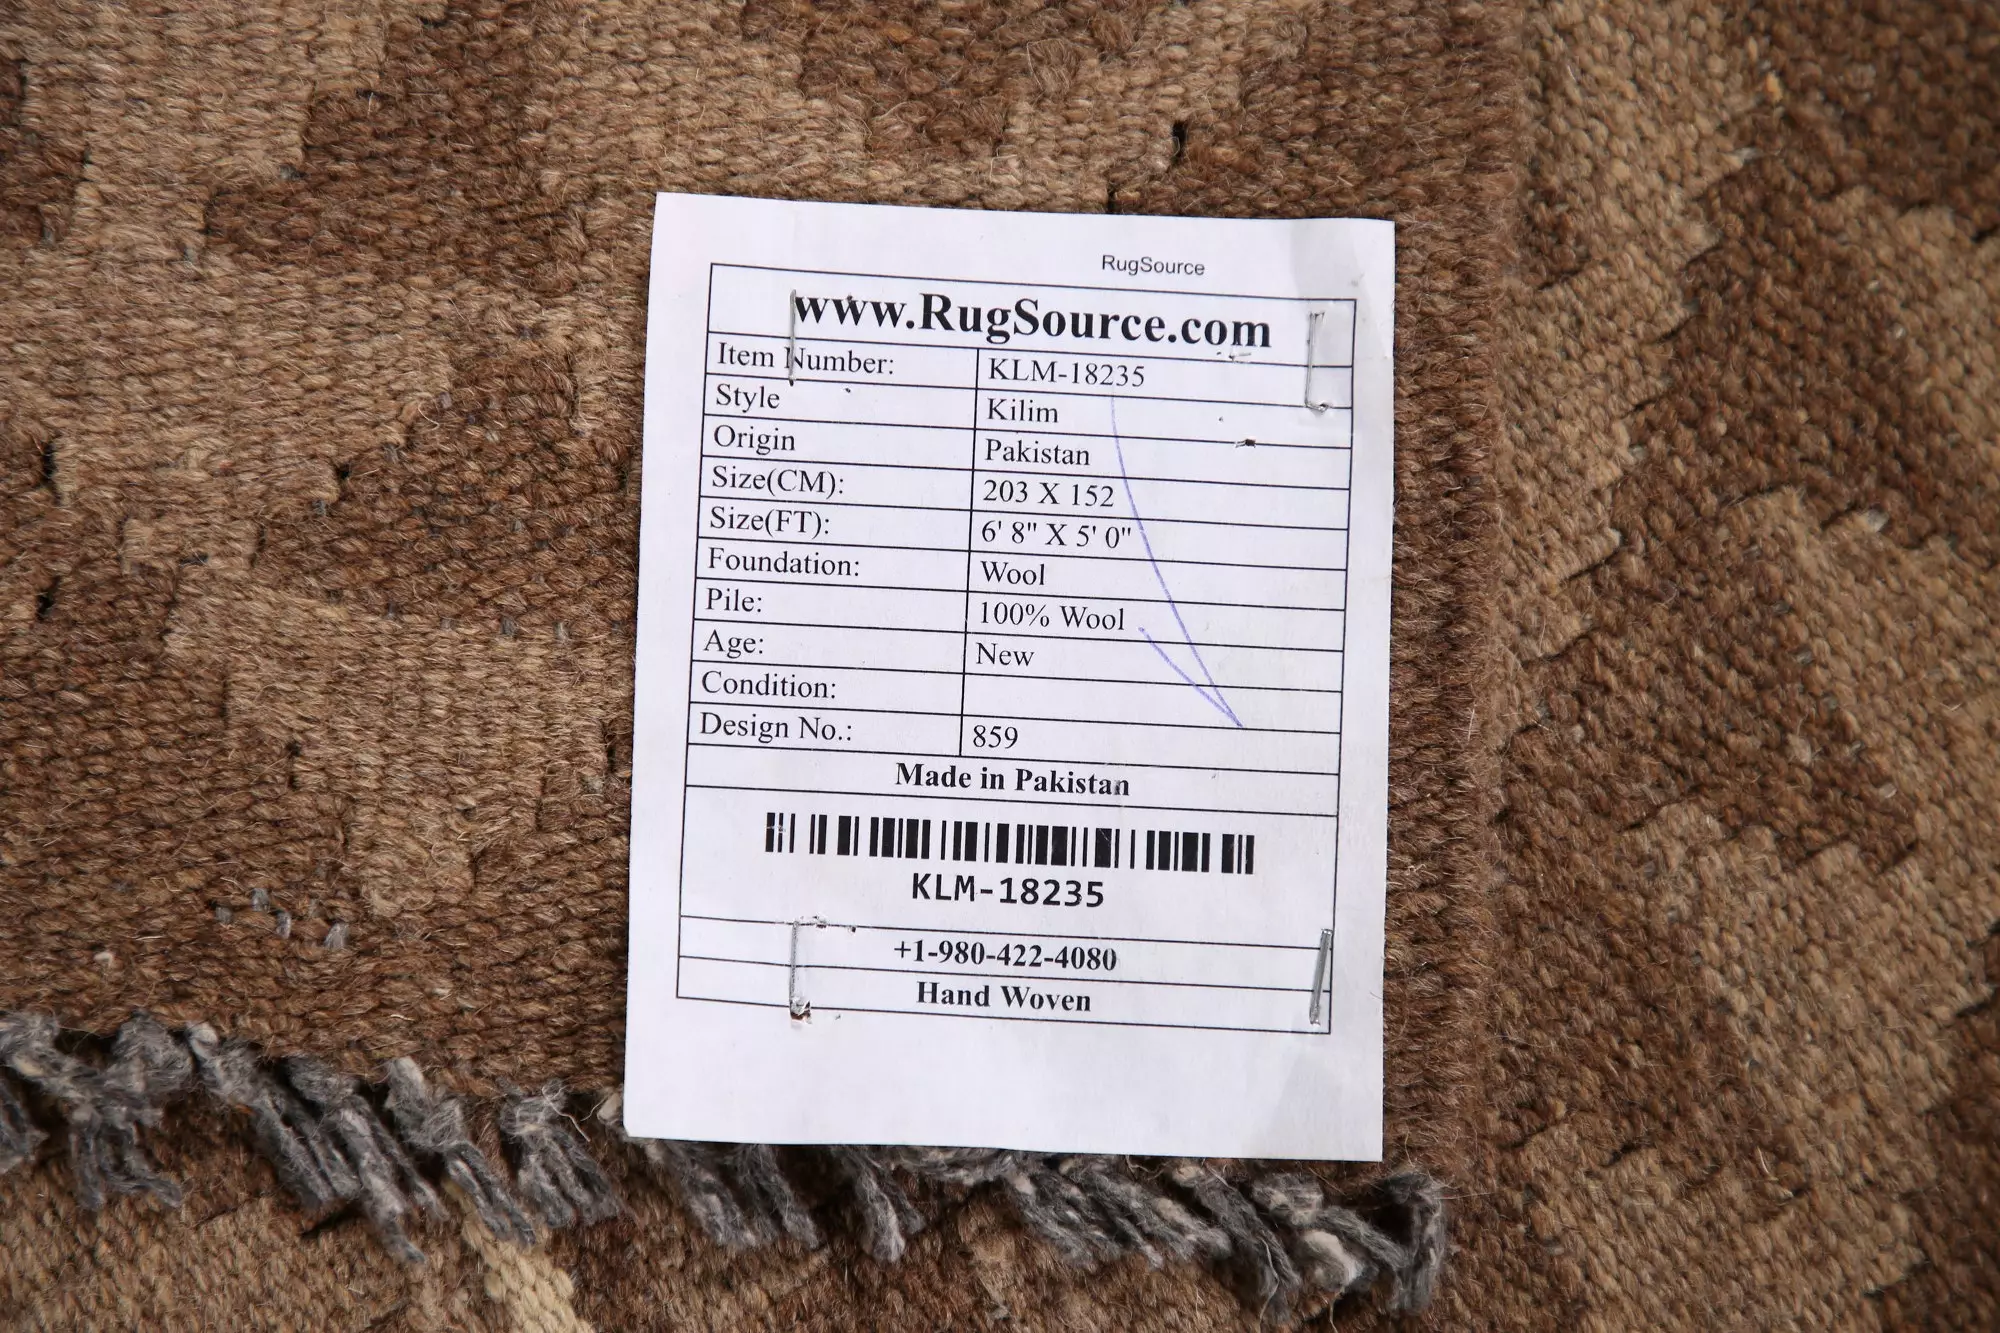 RugSource
www.RugSource.com
Item Number: KLM-18235
Style Kilim
Origin Pakistan
Size(CM): 203 X 152
Size(FT): 6' 8" X 5' 0"
Foundation: Wool
Pile: 100% Wool
Age: New
Condition:
Design No.: 859
Made in Pakistan
KLM-18235
+1-980-422-4080
Hand Woven